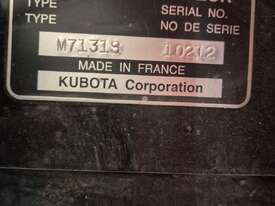 TYPE SERIAL NO.
TYPE NO DE SERIE
M7131S 10212
MADE IN FRANCE
KUBOTA Corporation